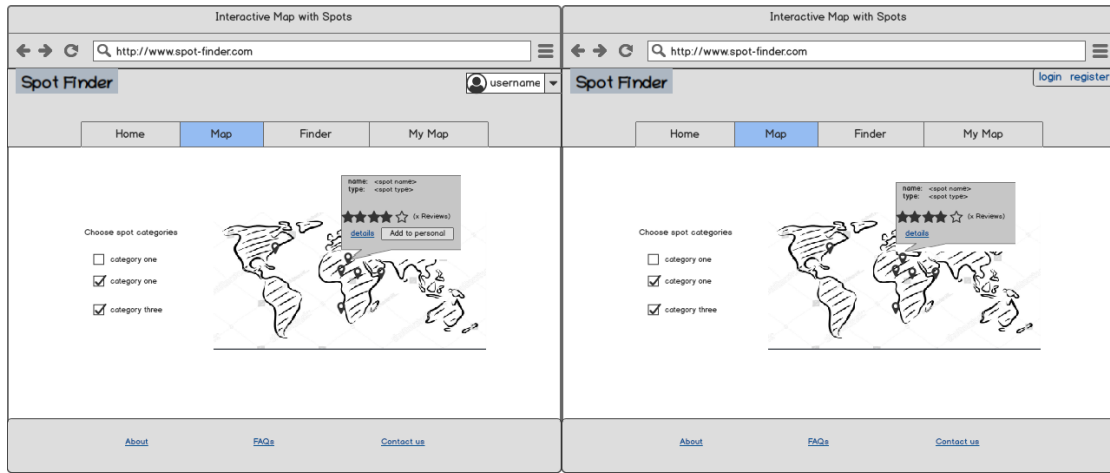 Interactive Map with Spots
http://www.spot-finder.com
Spot Finder
username
Home Map Finder My Map
name: <spot name>
type: <spot type>
(x Reviews)
details Add to personal
Choose spot categories
category one
category one
category three
About FAQs Contact us
Interactive Map with Spots
http://www.spot-finder.com
Spot Finder
login register
Home Map Finder My Map
name: <spot name>
type: <spot type>
(x Reviews)
details
Choose spot categories
category one
category one
category three
About FAQs Contact us